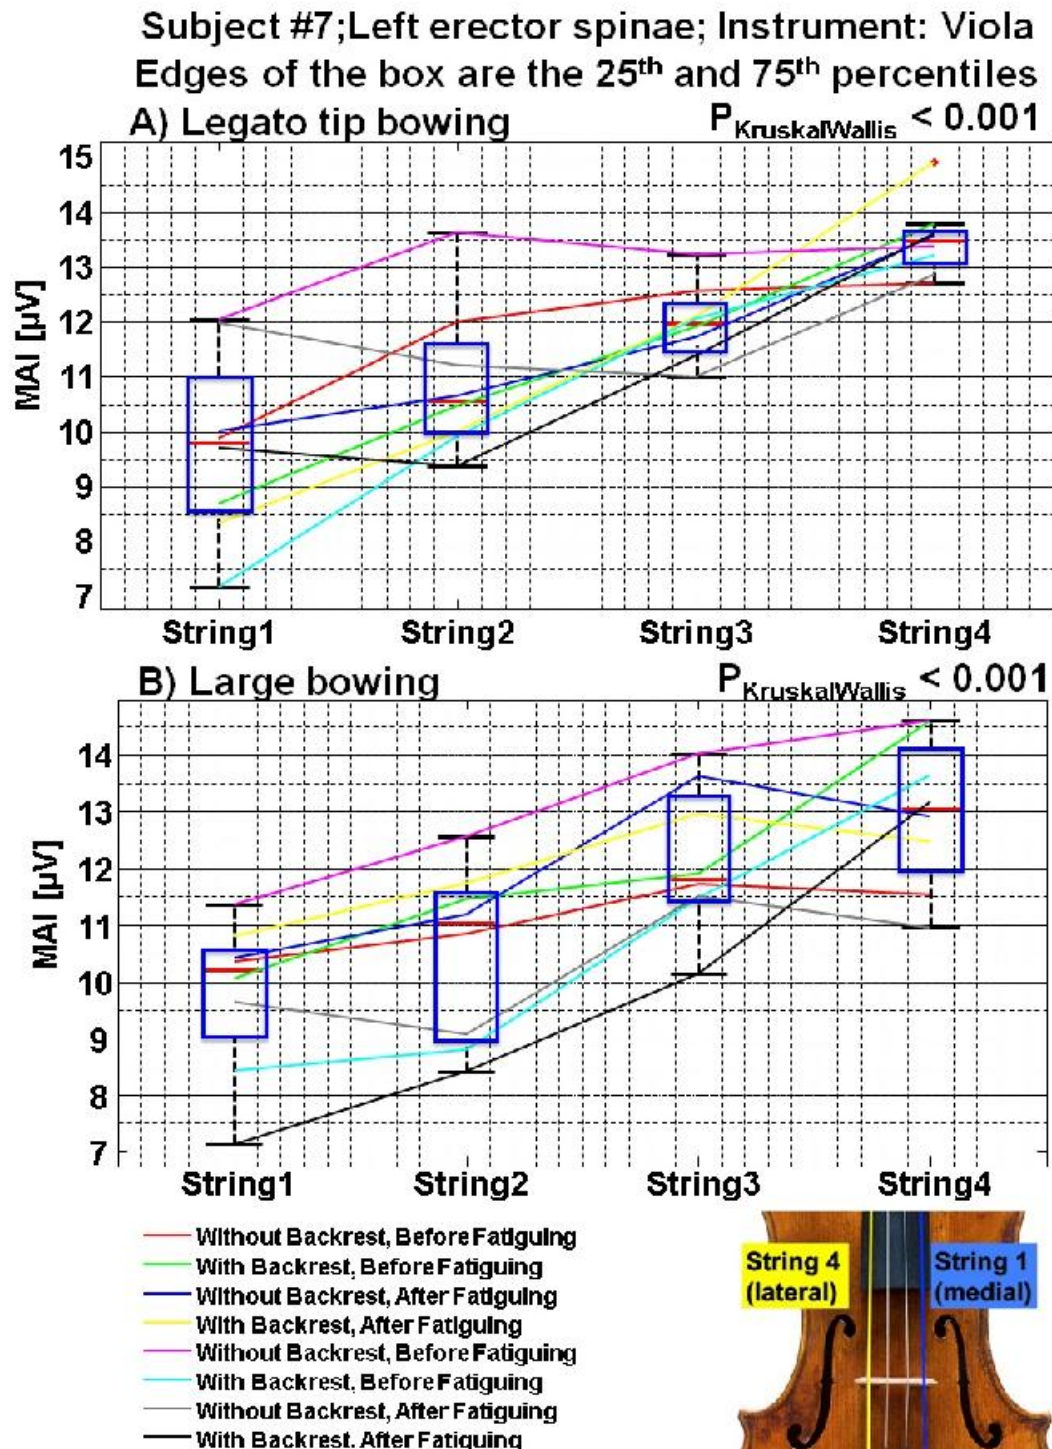 Subject #7;Left erector spinae; Instrument: Viola
Edges of the box are the 25th and 75th percentiles
A) Legato tip bowing P KruskalWallis < 0.001
15
14
13
12
11
10
9
8
7
MAI [µV]
String1 String2 String3 String4
B) Large bowing P KruskalWallis < 0.001
14
13
12
11
10
9
8
7
MAI [µV]
String1 String2 String3 String4
Without Backrest, Before Fatiguing
With Backrest, Before Fatiguing
Without Backrest, After Fatiguing
With Backrest, After Fatiguing
Without Backrest, Before Fatiguing
With Backrest, Before Fatiguing
Without Backrest, After Fatiguing
With Backrest, After Fatiguing
String 4
(lateral)
String 1
(medial)